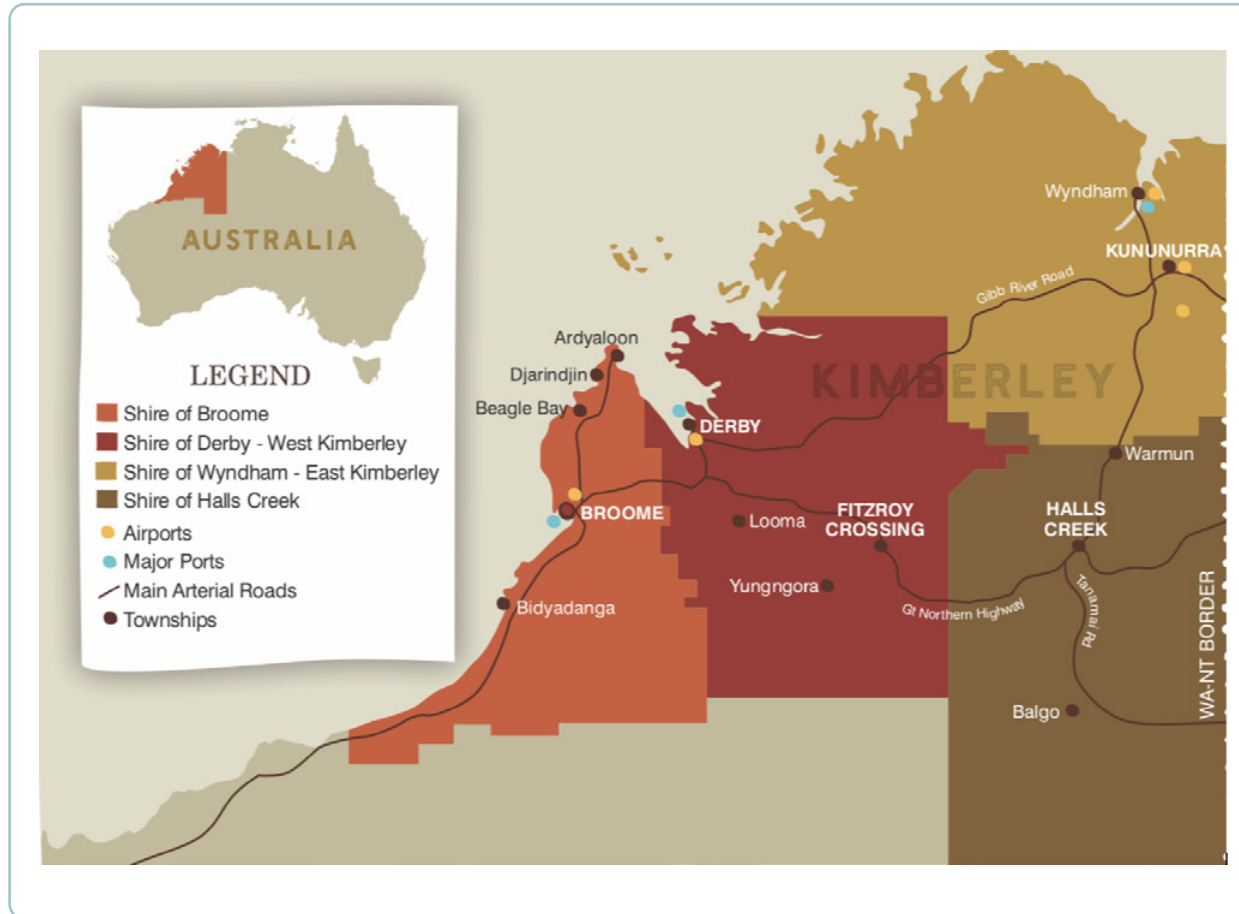 AUSTRALIA
LEGEND
Shire of Broome
Shire of Derby - West Kimberley
Shire of Wyndham - East Kimberley
Shire of Halls Creek
Airports
Major Ports
Main Arterial Roads
Townships
Wyndham
KUNUNURRAY
Gibb River Road
Ardyaloon
KIMBERLEY
Djarindjin
Beagle Bay
DERBY
Warmun
BROOME
Looma
FITZROY
CROSSING
HALLS
CREEK
Yungngora
Bidyadanga
Gt Northern Highway
Tanamai Rd
WA-NT BORDER
Balgo